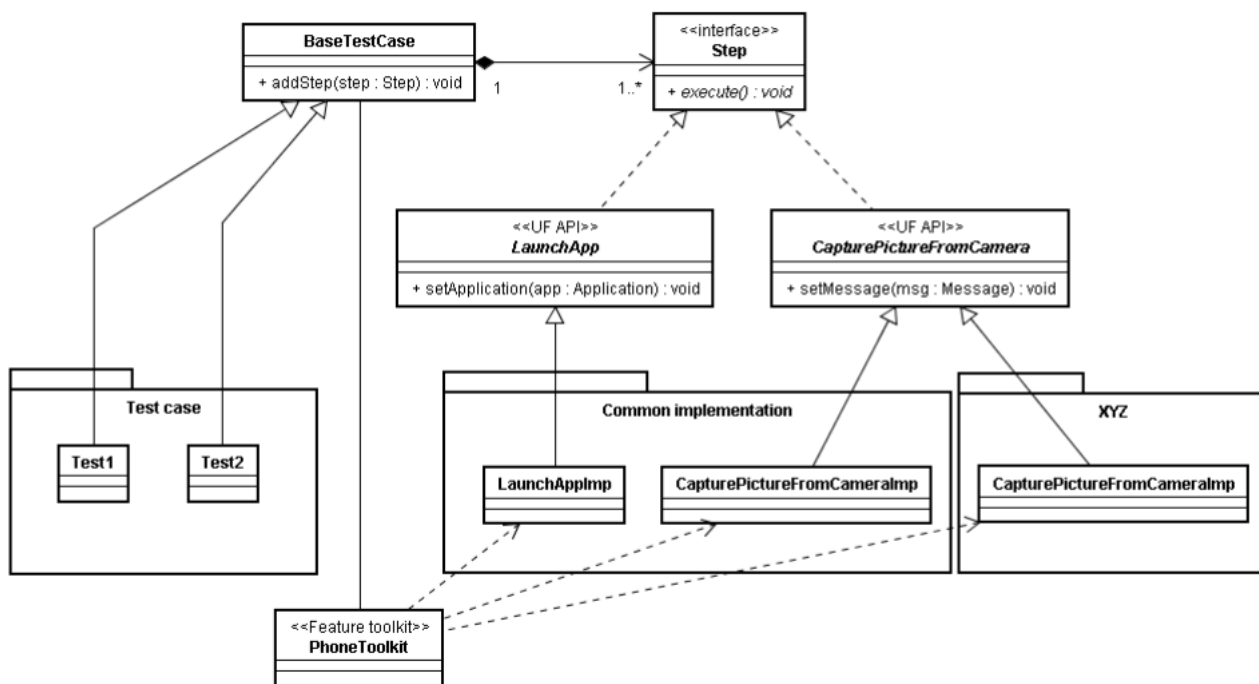 BaseTestCase
+ addStep(step : Step) : void
1
1..*
<<interface>>
Step
+ execute() : void
<<UF API>>
LaunchApp
+ setApplication(app : Application) : void
<<UF API>>
CapturePictureFromCamera
+ setMessage(msg : Message) : void
Test case
Test1
Test2
Common implementation
LaunchAppImp
CapturePictureFromCameraImp
XYZ
CapturePictureFromCameraImp
<<Feature toolkit>>
PhoneToolkit